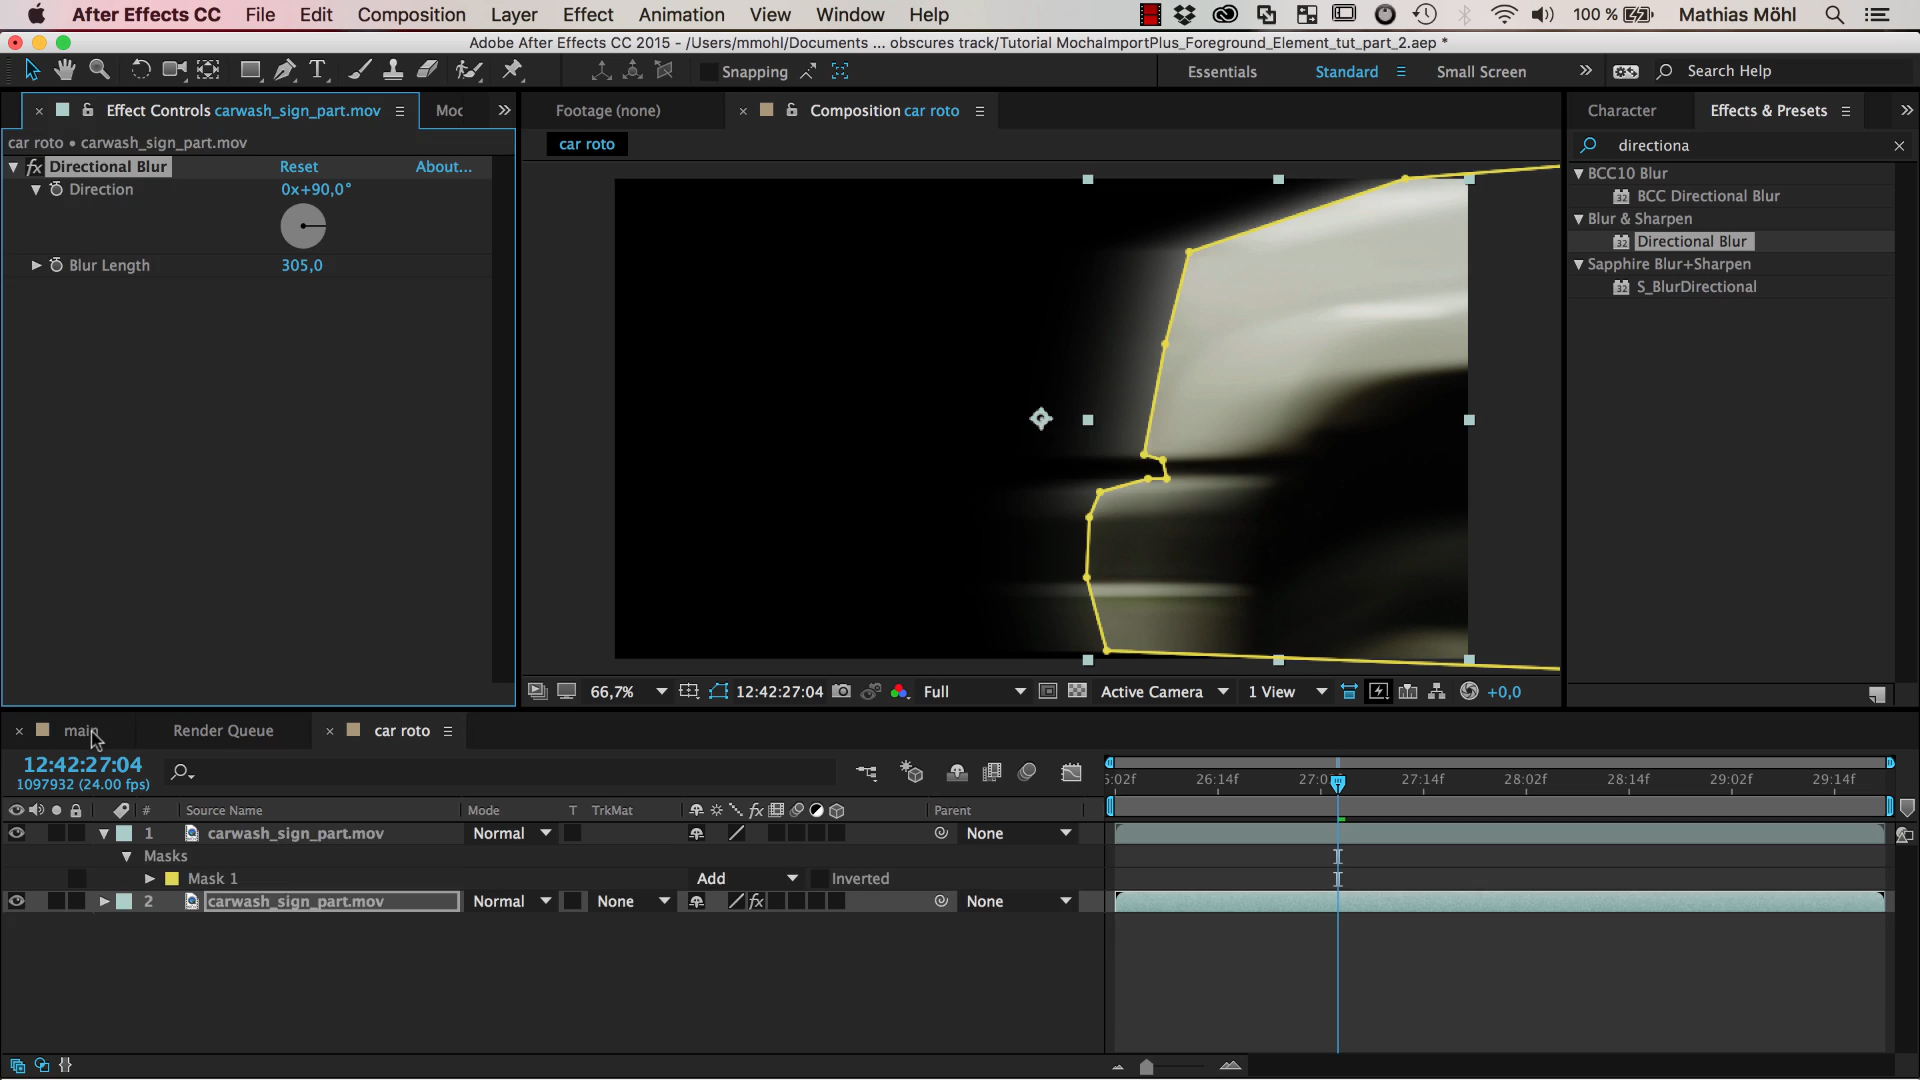 After Effects CC File Edit Composition Layer Effect Animation View Window Help 100 % Mathias Möhl
Adobe After Effects CC 2015 - /Users/mmohl/Documents ... obscures track/Tutorial MochaImportPlus_Foreground_Element_tut_part_2.aep *
Snapping Essentials Standard Small Screen Search Help
Effect Controls carwash_sign_part.mov Moc Footage (none) Composition car roto Character Effects & Presets
car roto • carwash_sign_part.mov car roto directiona
fx Directional Blur Reset About... BCC10 Blur
Direction 0x+90,0° 32 BCC Directional Blur
Blur & Sharpen
32 Directional Blur
Blur Length 305,0 Sapphire Blur+Sharpen
32 S_BlurDirectional
66,7% 12:42:27:04 Full Active Camera 1 View +0,0
main Render Queue car roto
12:42:27:04
1097932 (24.00 fps) 26:14f 27:14f 28:02f 28:14f 29:02f 29:14f
# Source Name Mode T TrkMat fx Parent
1 carwash_sign_part.mov Normal None
Masks
Mask 1 Add Inverted
2 carwash_sign_part.mov Normal None fx None